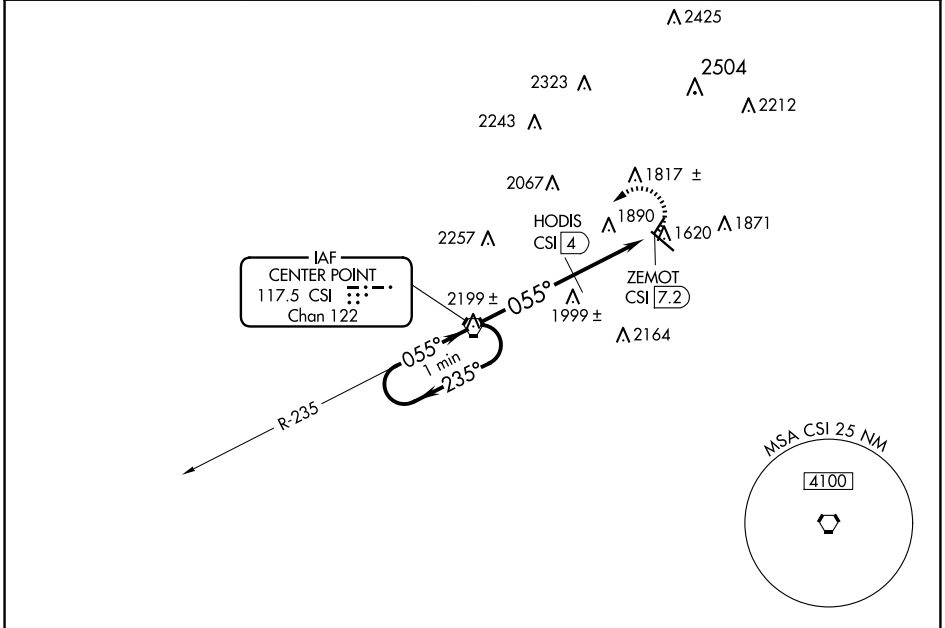 2425
2504
2323
2212
2243
1817 ±
2067
HODIS
CSI 4
1890
1871
1620
2257
IAF
CENTER POINT
117.5 CSI
Chan 122
ZEMOT
CSI 7.2
2199 ±
055°
1999 ±
2164
055°
1 min
235°
R-235
MSA CSI 25 NM
4100